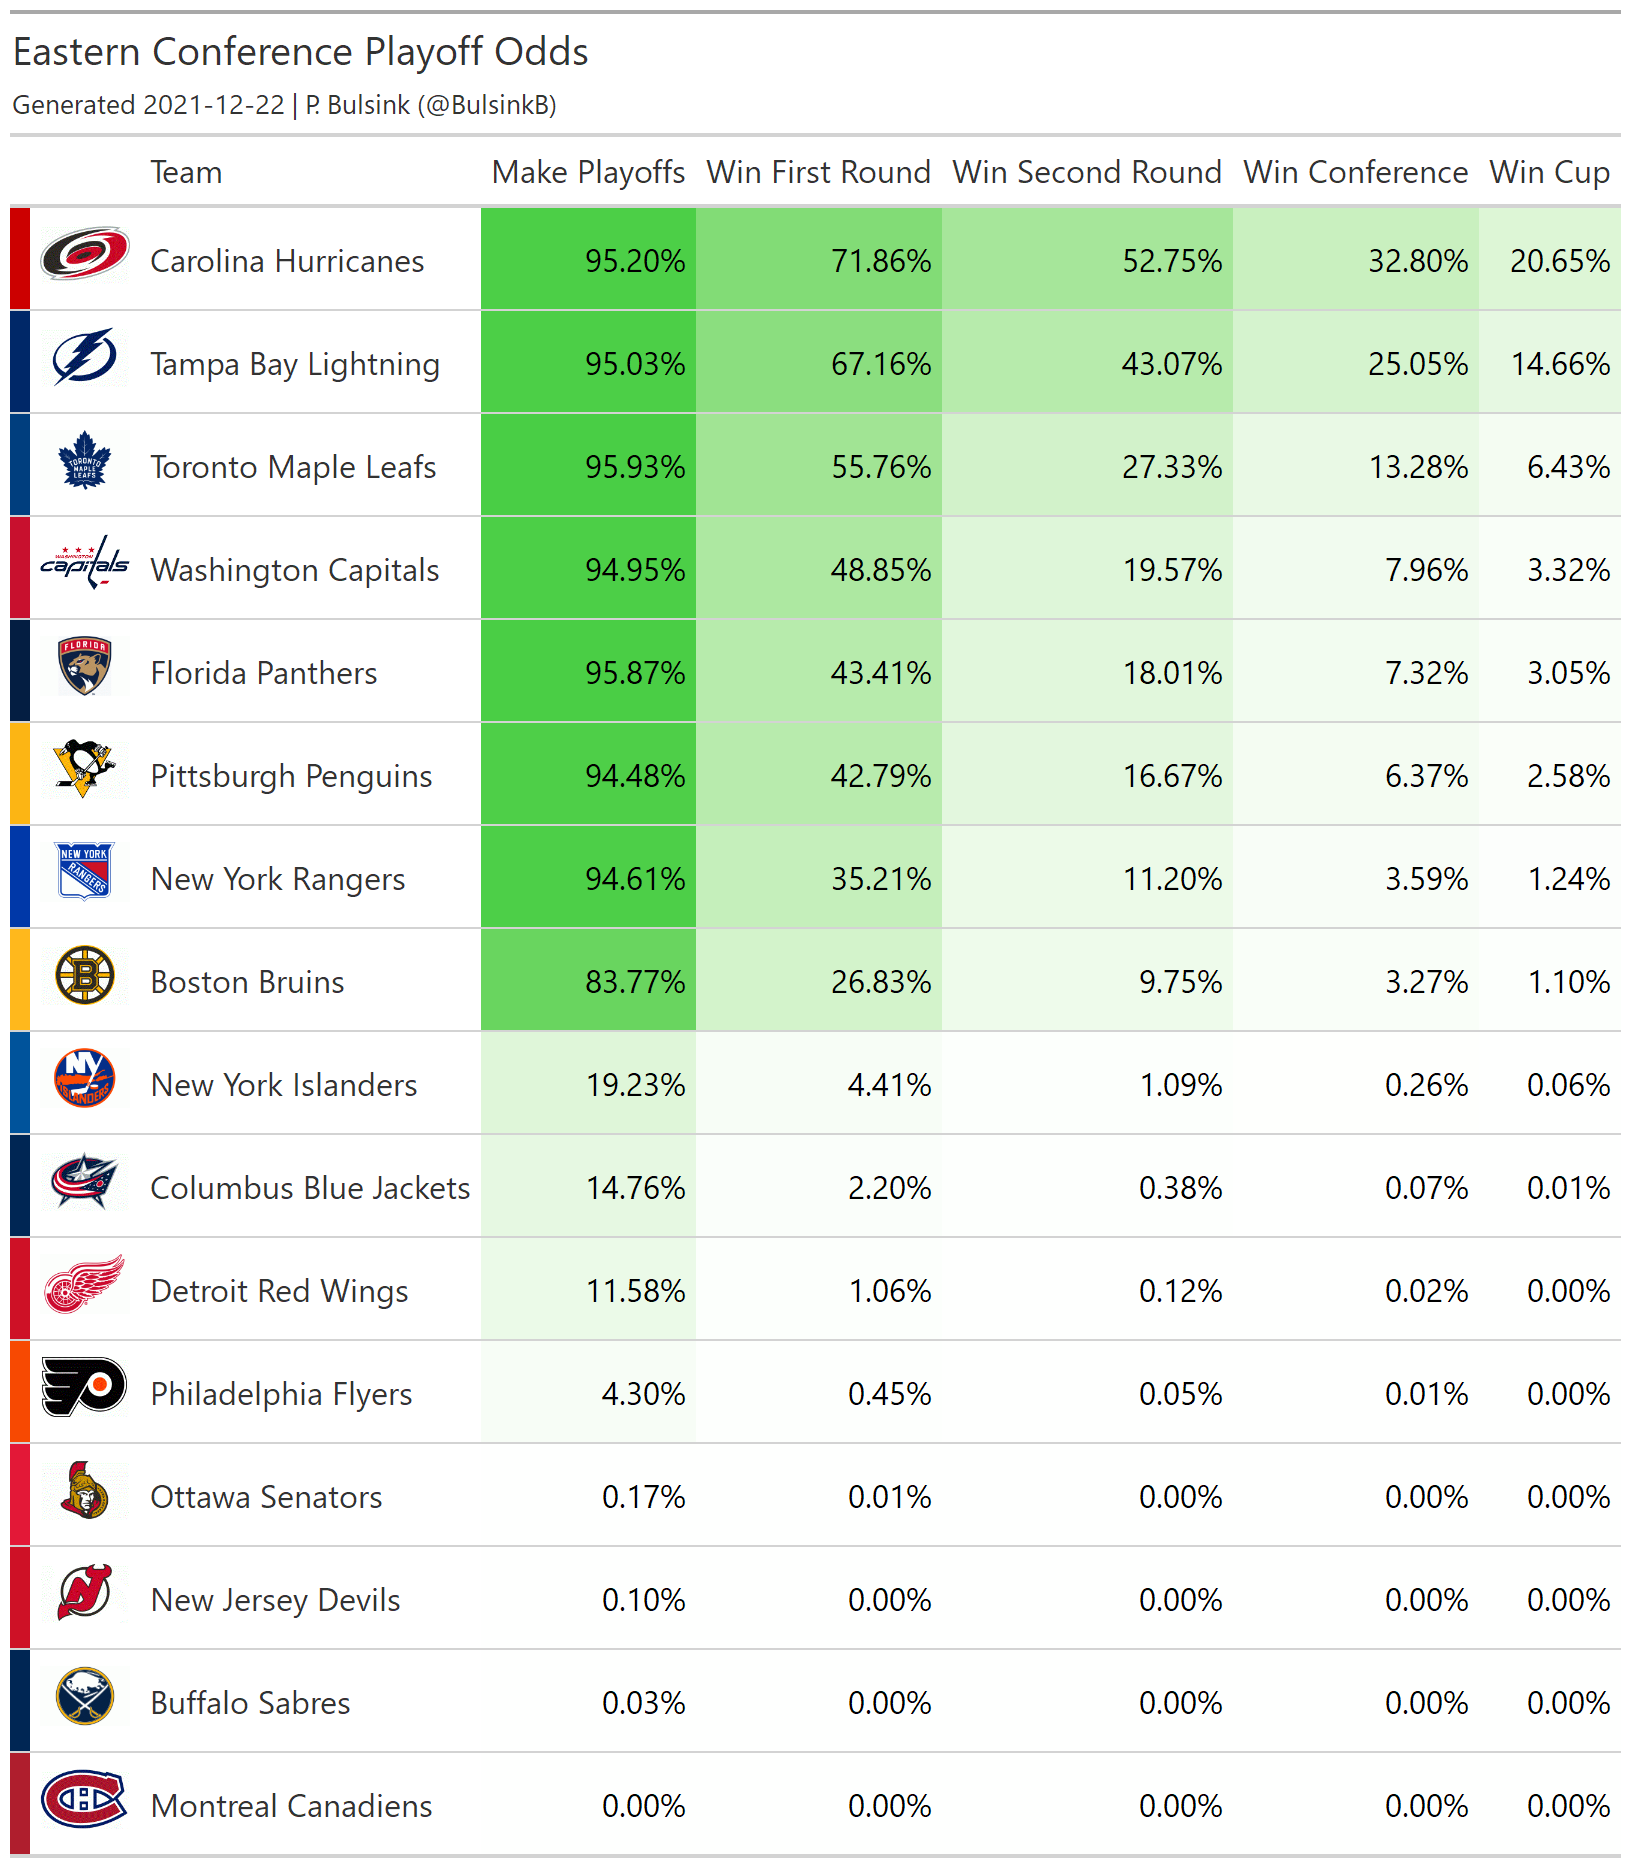 Eastern Conference Playoff Odds
Generated 2021-12-22 | P. Bulsink (@BulsinkB)
Team Make Playoffs Win First Round Win Second Round Win Conference Win Cup
Carolina Hurricanes 95.20% 71.86% 52.75% 32.80% 20.65%
Tampa Bay Lightning 95.03% 67.16% 43.07% 25.05% 14.66%
TORONTO MAPLE LEAFS Toronto Maple Leafs 95.93% 55.76% 27.33% 13.28% 6.43%
WASHINGTON capitals Washington Capitals 94.95% 48.85% 19.57% 7.96% 3.32%
FLORIDA Florida Panthers 95.87% 43.41% 18.01% 7.32% 3.05%
Pittsburgh Penguins 94.48% 42.79% 16.67% 6.37% 2.58%
NEW YORK RANGERS New York Rangers 94.61% 35.21% 11.20% 3.59% 1.24%
B Boston Bruins 83.77% 26.83% 9.75% 3.27% 1.10%
NY ISLANDERS New York Islanders 19.23% 4.41% 1.09% 0.26% 0.06%
Columbus Blue Jackets 14.76% 2.20% 0.38% 0.07% 0.01%
Detroit Red Wings 11.58% 1.06% 0.12% 0.02% 0.00%
Philadelphia Flyers 4.30% 0.45% 0.05% 0.01% 0.00%
Ottawa Senators 0.17% 0.01% 0.00% 0.00% 0.00%
New Jersey Devils 0.10% 0.00% 0.00% 0.00% 0.00%
Buffalo Sabres 0.03% 0.00% 0.00% 0.00% 0.00%
Montreal Canadiens 0.00% 0.00% 0.00% 0.00% 0.00%